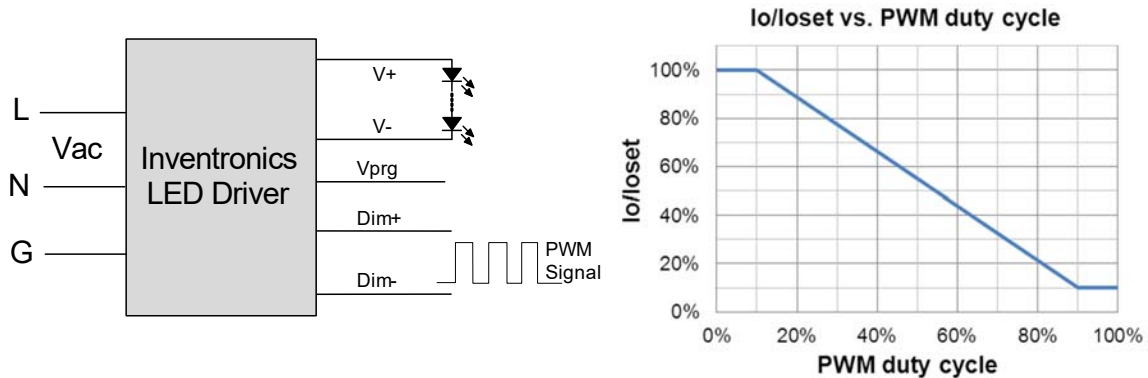 L
Vac
N
G
Inventronics
LED Driver
V+
V-
Vprg
Dim+
Dim-
PWM
Signal
Io/Ioset vs. PWM duty cycle
Io/Ioset
100%
80%
60%
40%
20%
0%
0% 20% 40% 60% 80% 100%
PWM duty cycle